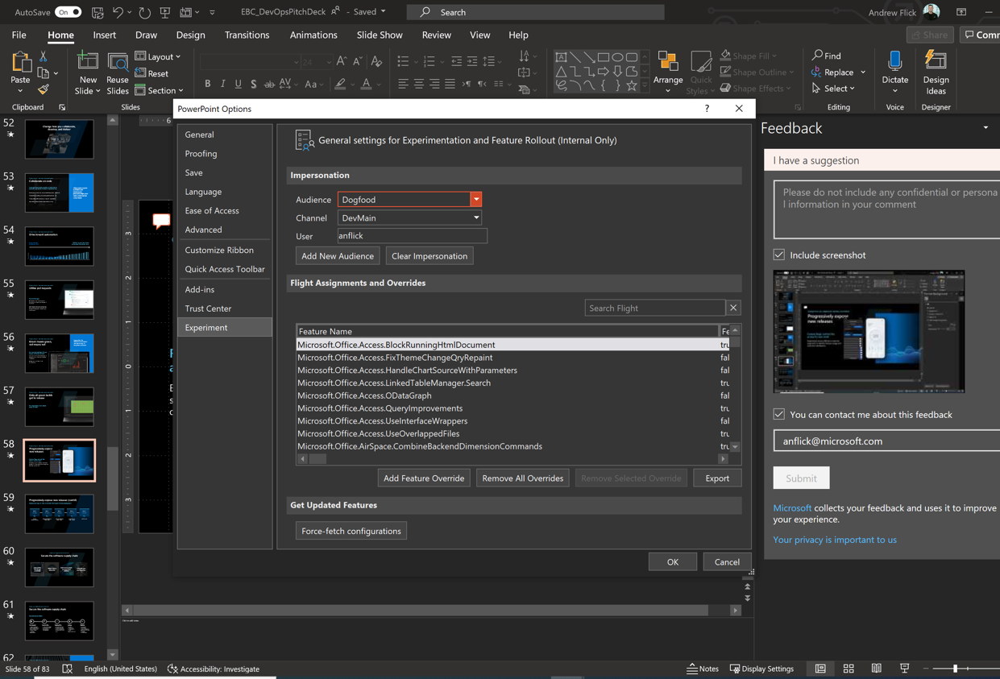 AutoSave On EBC_DevOpsPitchDeck - Saved Search Andrew Flick
File Home Insert Draw Design Transitions Animations Slide Show Review View Help Share Comm
Paste
New Slide
Reuse Slides
Layout
Reset
Section
24
B I U S ab AV Aa A
Arrange
Quick Styles
Shape Fill
Shape Outline
Shape Effects
Find
Replace
Select
Dictate
Design Ideas
Clipboard Slides Editing Voice Designer
PowerPoint Options ?
General
Proofing
Save
Language
Ease of Access
Advanced
Customize Ribbon
Quick Access Toolbar
Add-ins
Trust Center
Experiment
General settings for Experimentation and Feature Rollout (Internal Only)
Impersonation
Audience Dogfood
Channel DevMain
User anflick
Add New Audience Clear Impersonation
Flight Assignments and Overrides
Search Flight
Feature Name Fe
Microsoft.Office.Access.BlockRunningHtmlDocument tru
Microsoft.Office.Access.FixThemeChangeQryRepaint fal
Microsoft.Office.Access.HandleChartSourceWithParameters fal
Microsoft.Office.Access.LinkedTableManager.Search tru
Microsoft.Office.Access.ODataGraph fal
Microsoft.Office.Access.QueryImprovements tru
Microsoft.Office.Access.UseInterfaceWrappers fal
Microsoft.Office.Access.UseOverlappedFiles tru
Microsoft.Office.AirSpace.CombineBackendDimensionCommands tru
Add Feature Override Remove All Overrides Remove Selected Override Export
Get Updated Features
Force-fetch configurations
OK Cancel
Feedback
I have a suggestion
Please do not include any confidential or persona
l information in your comment
Include screenshot
Progressively expose
new releases
You can contact me about this feedback
anflick@microsoft.com
Submit
Microsoft collects your feedback and uses it to improve
your experience.
Your privacy is important to us
52
53
54
55
56
57
58
59
60
61
62
Slide 58 of 83 English (United States) Accessibility: Investigate Notes Display Settings